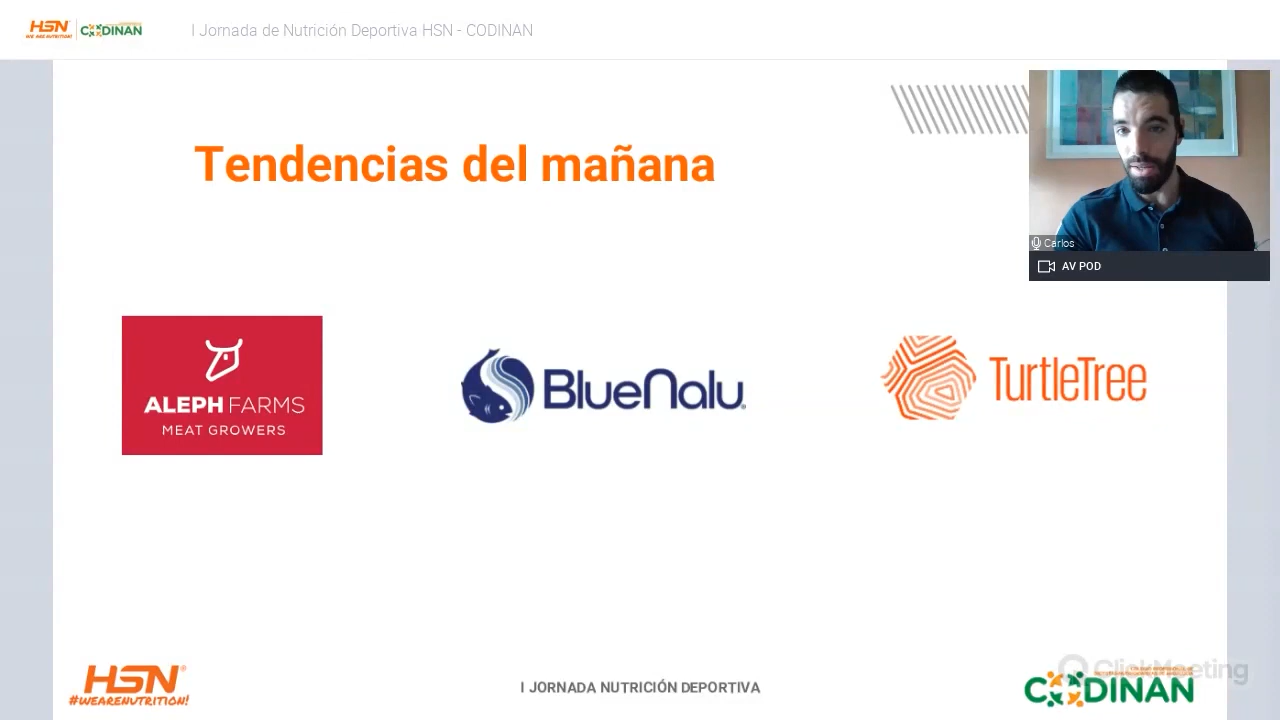 HSN
WE ARE NUTRITION!
CODINAN
I Jornada de Nutrición Deportiva HSN - CODINAN
Tendencias del mañana
Carlos
AV POD
ALEPH FARMS
MEAT GROWERS
BlueNalu
TurtleTree
HSN
#WEARENUTRITION!
I JORNADA NUTRICIÓN DEPORTIVA
ClickMeeting
CODINAN